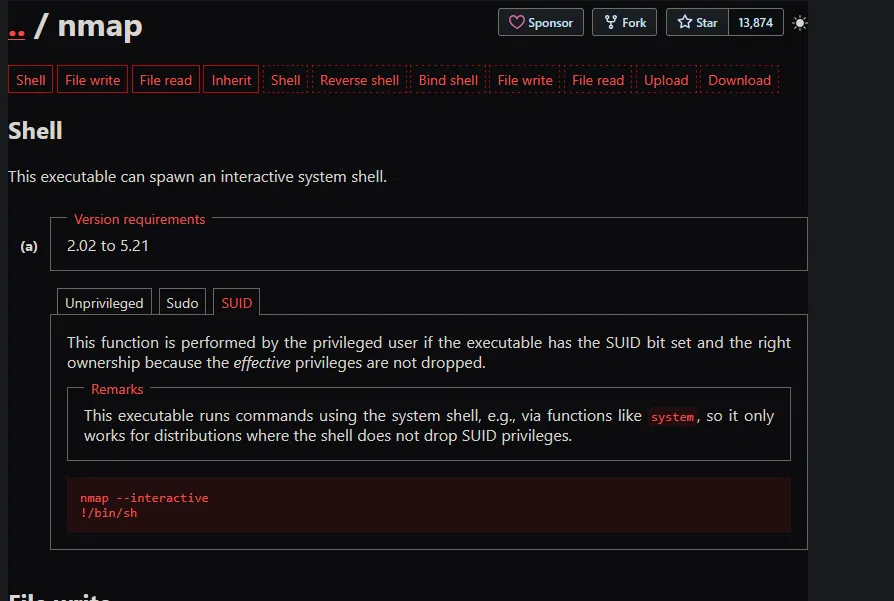 .. / nmap
Sponsor Fork Star 13,874
Shell File write File read Inherit Shell Reverse shell Bind shell File write File read Upload Download
Shell
This executable can spawn an interactive system shell.
Version requirements
(a) 2.02 to 5.21
Unprivileged Sudo SUID
This function is performed by the privileged user if the executable has the SUID bit set and the right
ownership because the effective privileges are not dropped.
Remarks
This executable runs commands using the system shell, e.g., via functions like system, so it only
works for distributions where the shell does not drop SUID privileges.
nmap --interactive
!/bin/sh
File write